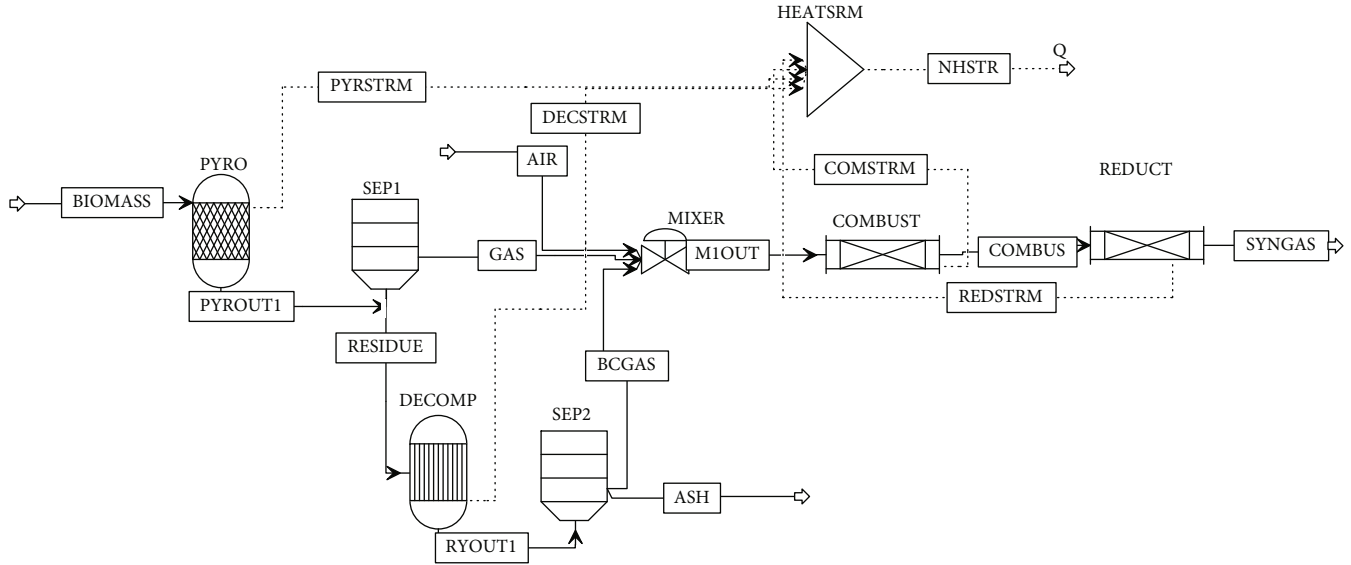 HEATSRM
Q
NHSTR
PYRSTRM
DECSTRM
AIR
PYRO
COMSTRM
REDUCT
BIOMASS
SEP1
MIXER
COMBUST
GAS
M1OUT
COMBUS
SYNGAS
PYROUT1
REDSTRM
RESIDUE
BCGAS
DECOMP
SEP2
ASH
RYOUT1